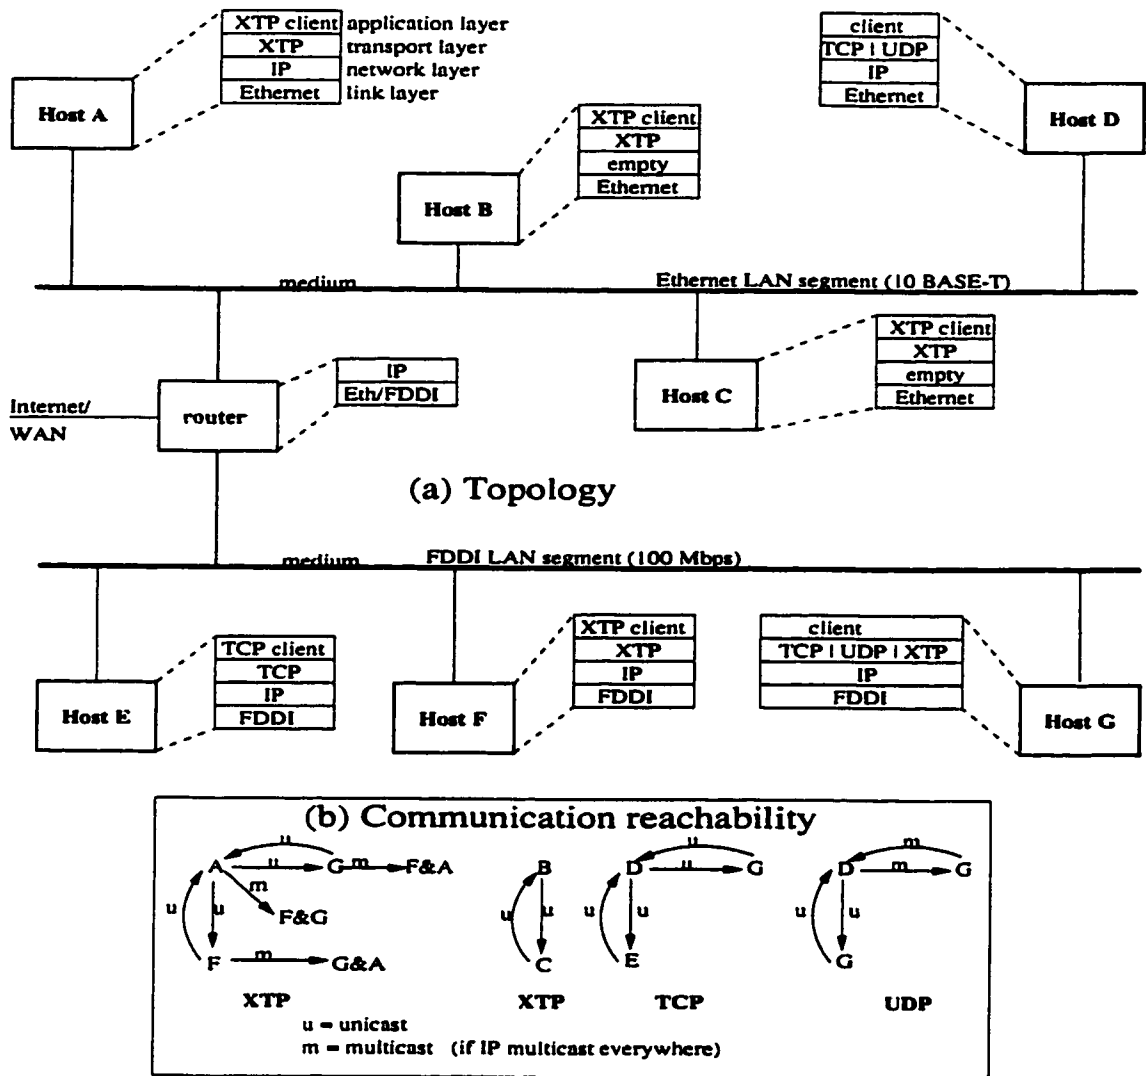 XTP client application layer
XTP transport layer
IP network layer
Ethernet link layer
Host A
client
TCP | UDP
IP
Ethernet
Host D
XTP client
XTP
empty
Ethernet
Host B
medium
Ethernet LAN segment (10 BASE-T)
IP
Eth/FDDI
router
Internet/
WAN
XTP client
XTP
empty
Ethernet
Host C
(a) Topology
medium
FDDI LAN segment (100 Mbps)
TCP client
TCP
IP
FDDI
Host E
XTP client
XTP
IP
FDDI
Host F
client
TCP | UDP | XTP
IP
FDDI
Host G
(b) Communication reachability
u
A u G m F&A
m
u u F&G
F m G&A
XTP
B
u u
C
XTP
u
D u G
u u
E
TCP
m
D m G
u u
G
UDP
u = unicast
m = multicast (if IP multicast everywhere)